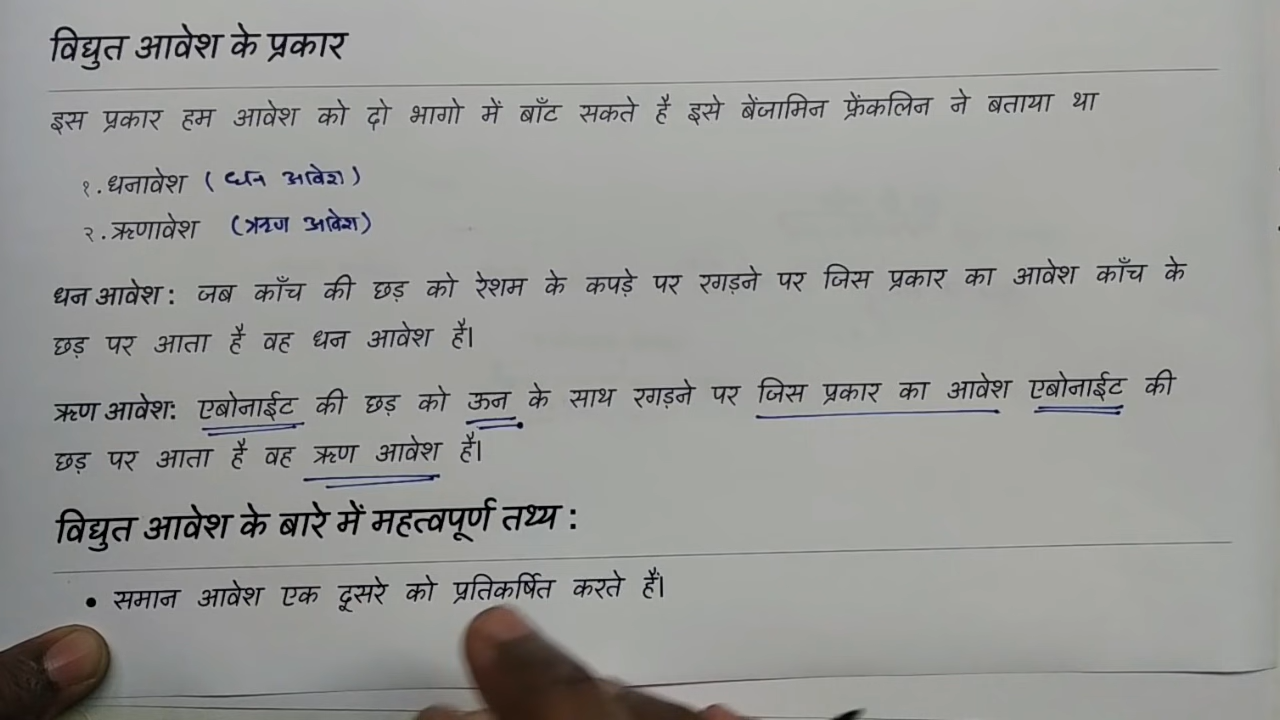 विद्युत आवेश के प्रकार
इस प्रकार हम आवेश को दो भागो में बाँट सकते है इसे बेंजामिन फ्रेंकलिन ने बताया था
१. धनावेश ( धन आवेश )
२. ऋणावेश (ऋण आवेश)
धन आवेश : जब काँच की छड़ को रेशम के कपड़े पर रगड़ने पर जिस प्रकार का आवेश काँच के
छड़ पर आता है वह धन आवेश है।
ऋण आवेश: एबोनाईट की छड़ को ऊन के साथ रगड़ने पर जिस प्रकार का आवेश एबोनाईट की
छड़ पर आता है वह ऋण आवेश है।
विद्युत आवेश के बारे में महत्वपूर्ण तथ्य :
• समान आवेश एक दूसरे को प्रतिकर्षित करते हैं।